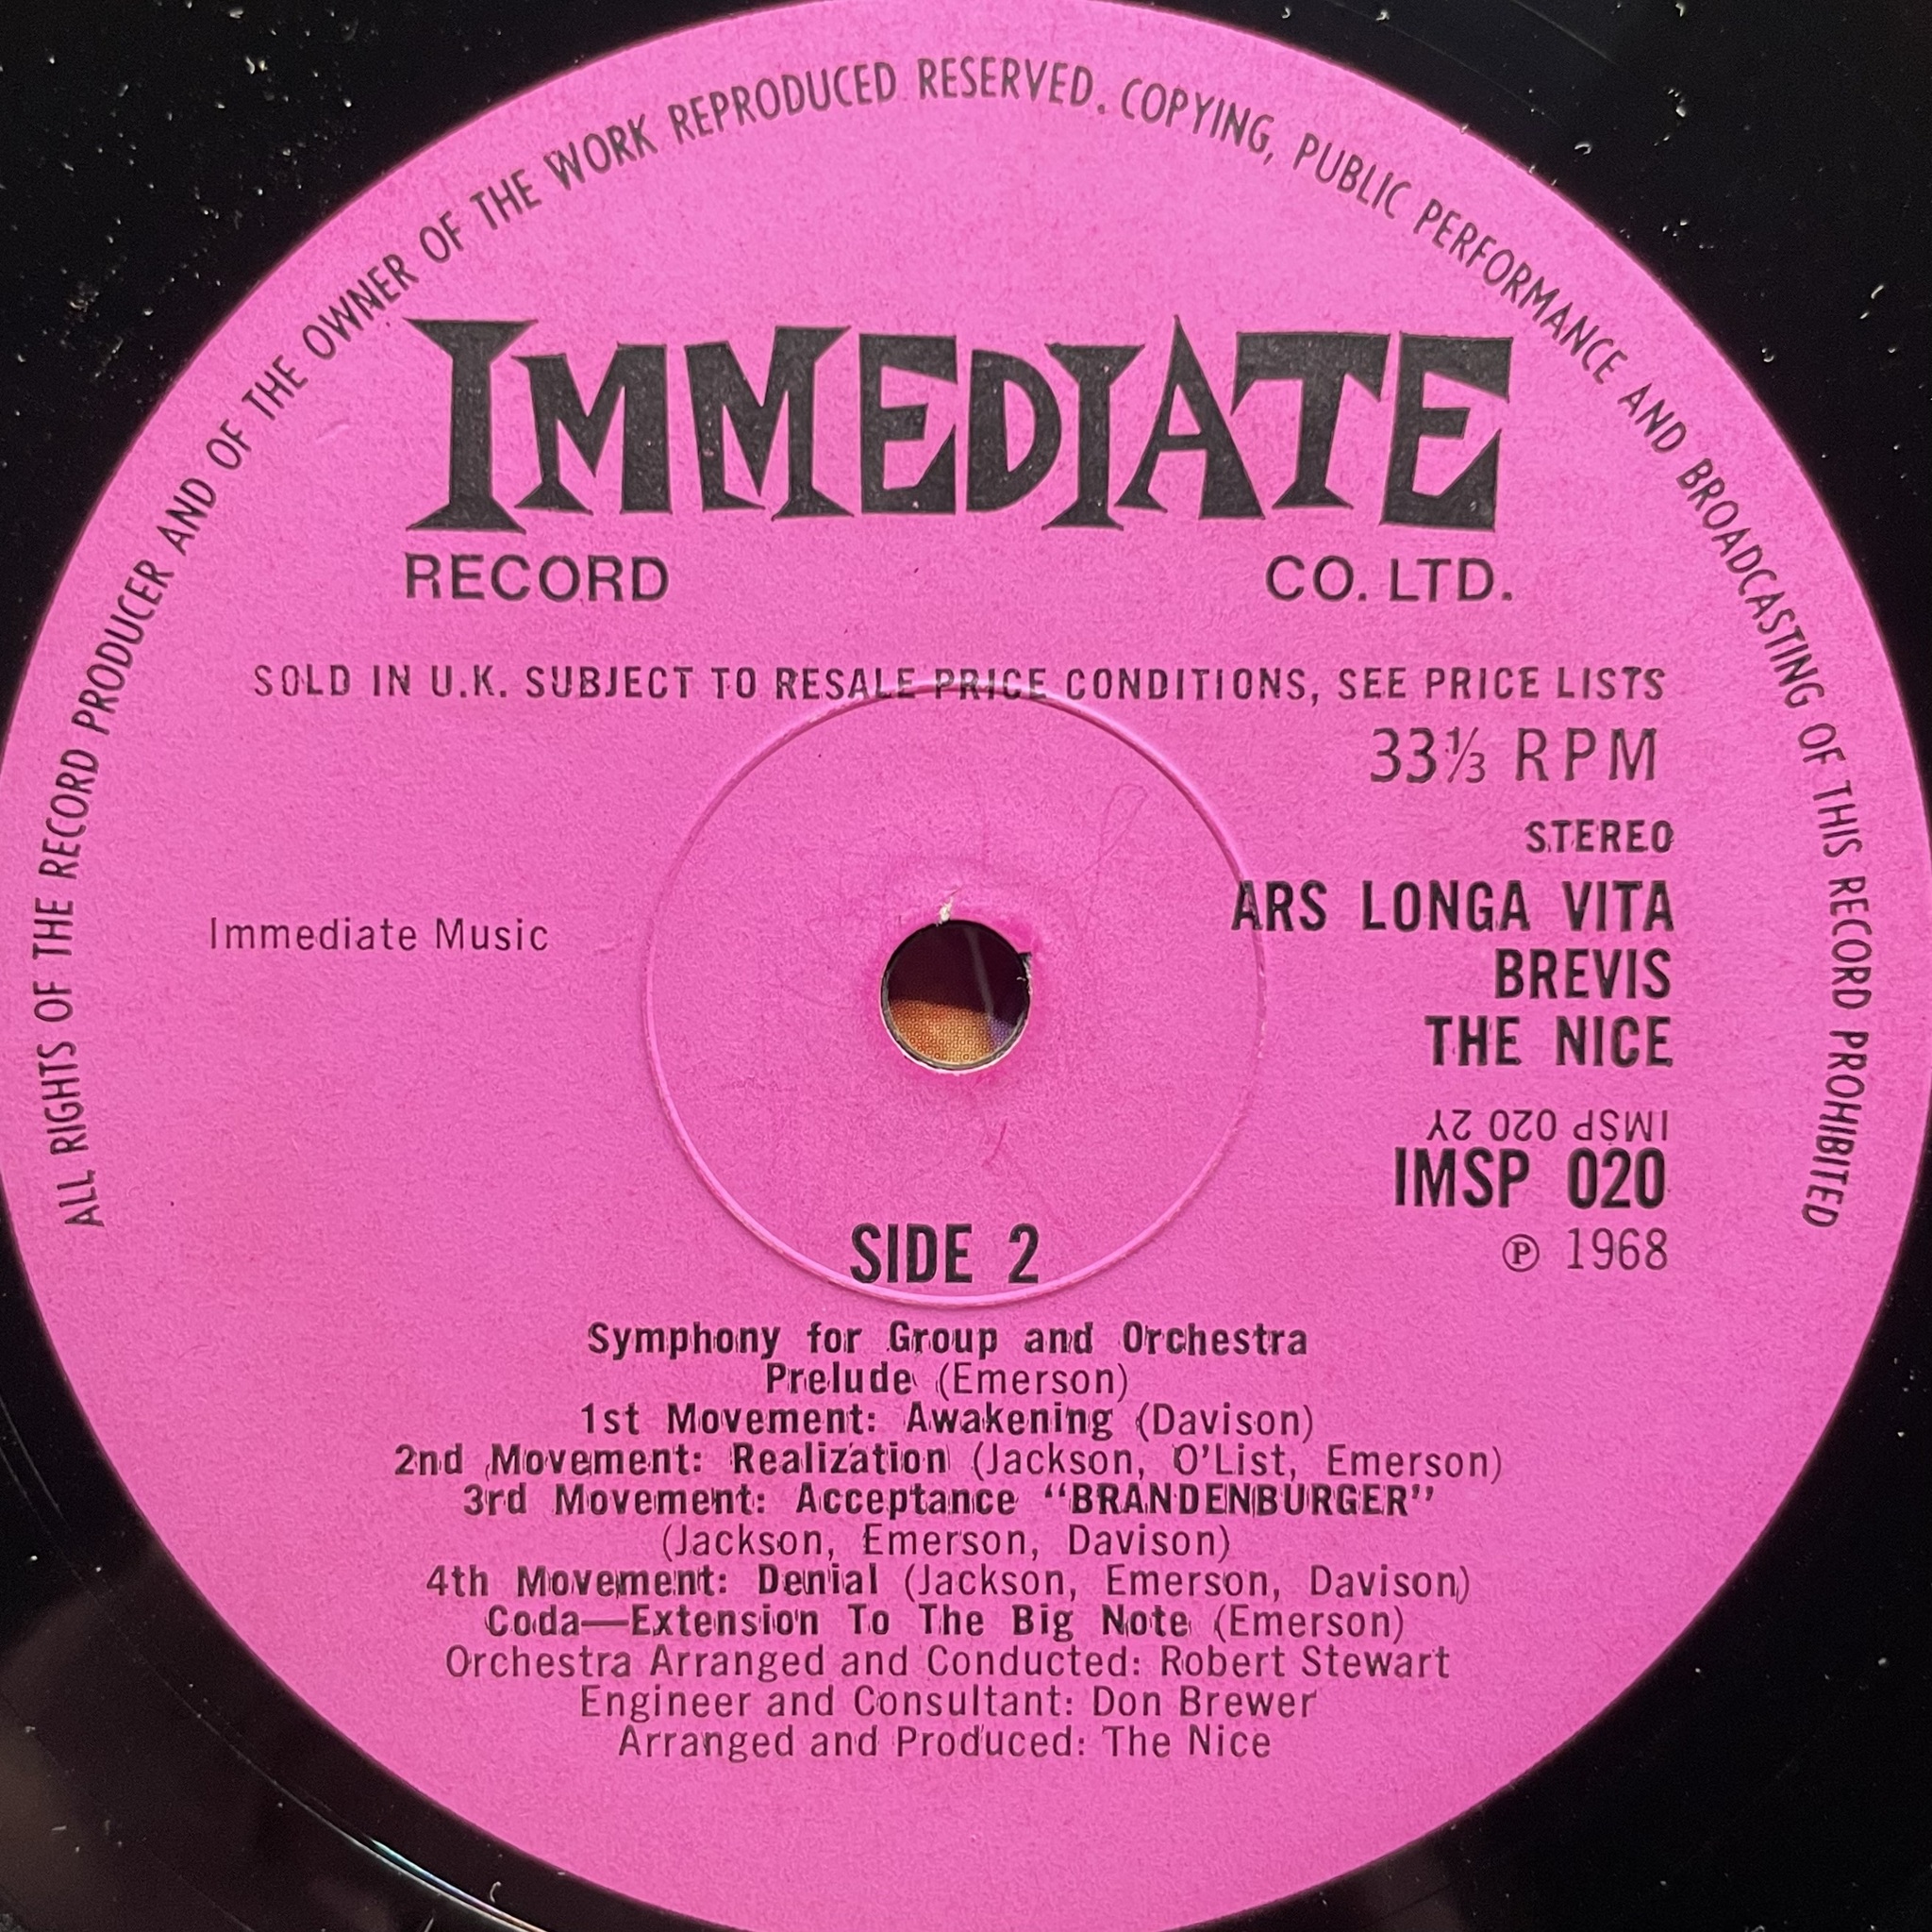 ALL RIGHTS OF THE RECORD PRODUCER AND OF THE OWNER OF THE WORK REPRODUCED RESERVED. COPYING, PUBLIC PERFORMANCE AND BROADCASTING OF THIS RECORD PROHIBITED
IMMEDIATE
RECORD CO. LTD.
SOLD IN U.K. SUBJECT TO RESALE PRICE CONDITIONS, SEE PRICE LISTS
33⅓ RPM
STEREO
Immediate Music
ARS LONGA VITA
BREVIS
THE NICE
IMSP 020 2Y
IMSP 020
℗ 1968
SIDE 2
Symphony for Group and Orchestra
Prelude (Emerson)
1st Movement: Awakening (Davison)
2nd Movement: Realization (Jackson, O'List, Emerson)
3rd Movement: Acceptance “BRANDENBURGER”
(Jackson, Emerson, Davison)
4th Movement: Denial (Jackson, Emerson, Davison)
Coda—Extension To The Big Note (Emerson)
Orchestra Arranged and Conducted: Robert Stewart
Engineer and Consultant: Don Brewer
Arranged and Produced: The Nice